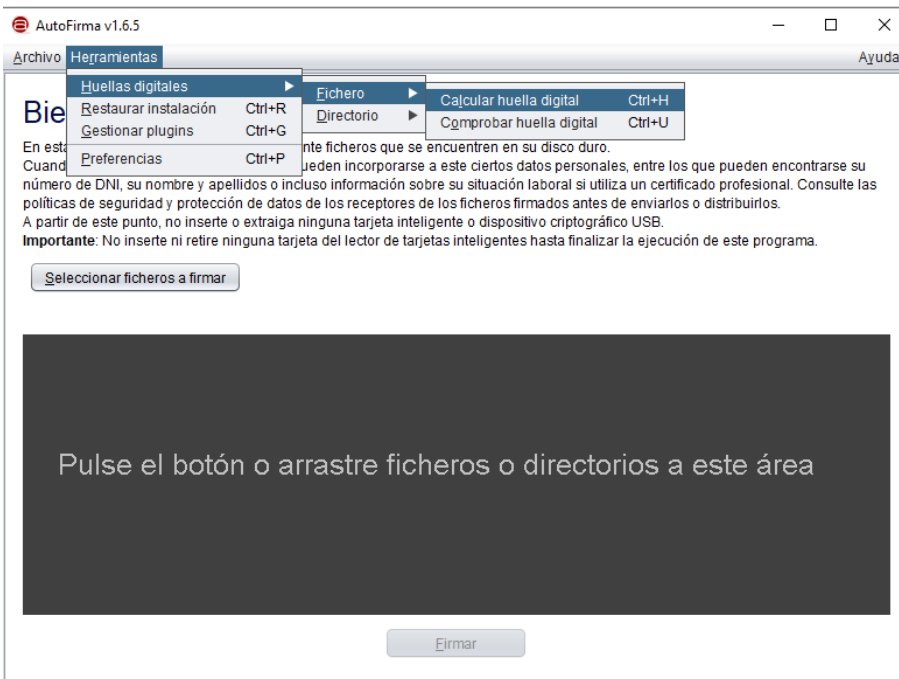 AutoFirma v1.6.5
Archivo Herramientas Ayuda
Huellas digitales
Restaurar instalación Ctrl+R
Gestionar plugins Ctrl+G
Preferencias Ctrl+P
Fichero
Directorio
Calcular huella digital Ctrl+H
Comprobar huella digital Ctrl+U
Bie
En esta nte ficheros que se encuentren en su disco duro.
Cuand ueden incorporarse a este ciertos datos personales, entre los que pueden encontrarse su
número de DNI, su nombre y apellidos o incluso información sobre su situación laboral si utiliza un certificado profesional. Consulte las
políticas de seguridad y protección de datos de los receptores de los ficheros firmados antes de enviarlos o distribuirlos.
A partir de este punto, no inserte o extraiga ninguna tarjeta inteligente o dispositivo criptográfico USB.
Importante: No inserte ni retire ninguna tarjeta del lector de tarjetas inteligentes hasta finalizar la ejecución de este programa.
Seleccionar ficheros a firmar
Pulse el botón o arrastre ficheros o directorios a este área
Firmar